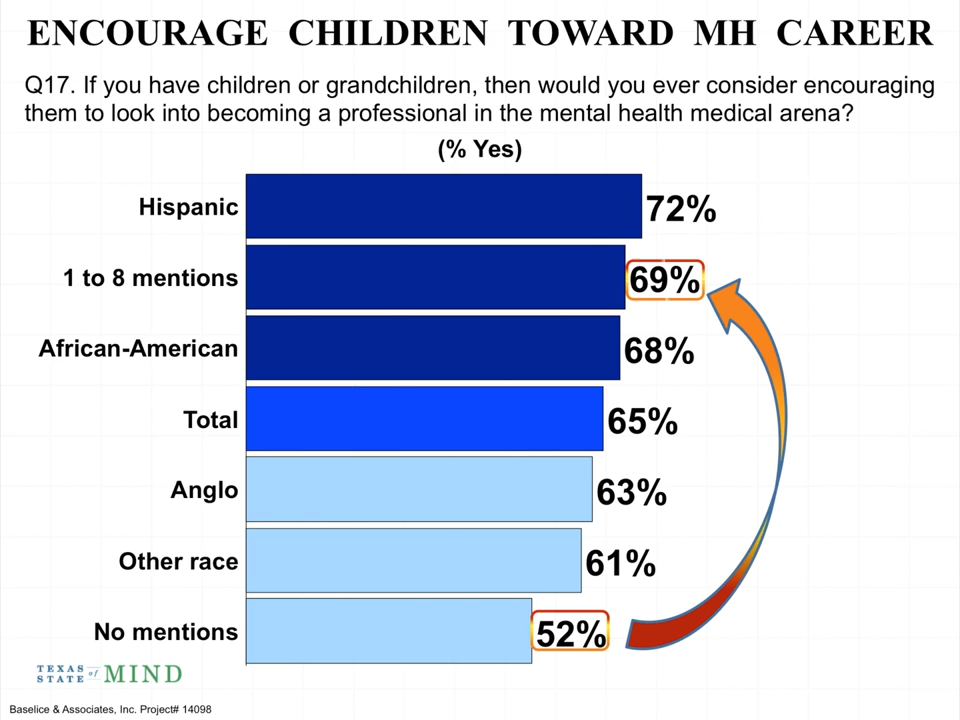 ENCOURAGE CHILDREN TOWARD MH CAREER
Q17. If you have children or grandchildren, then would you ever consider encouraging
them to look into becoming a professional in the mental health medical arena?
(% Yes)
Hispanic 72%
1 to 8 mentions 69%
African-American 68%
Total 65%
Anglo 63%
Other race 61%
No mentions 52%
TEXAS STATE of MIND
Baselice & Associates, Inc. Project# 14098